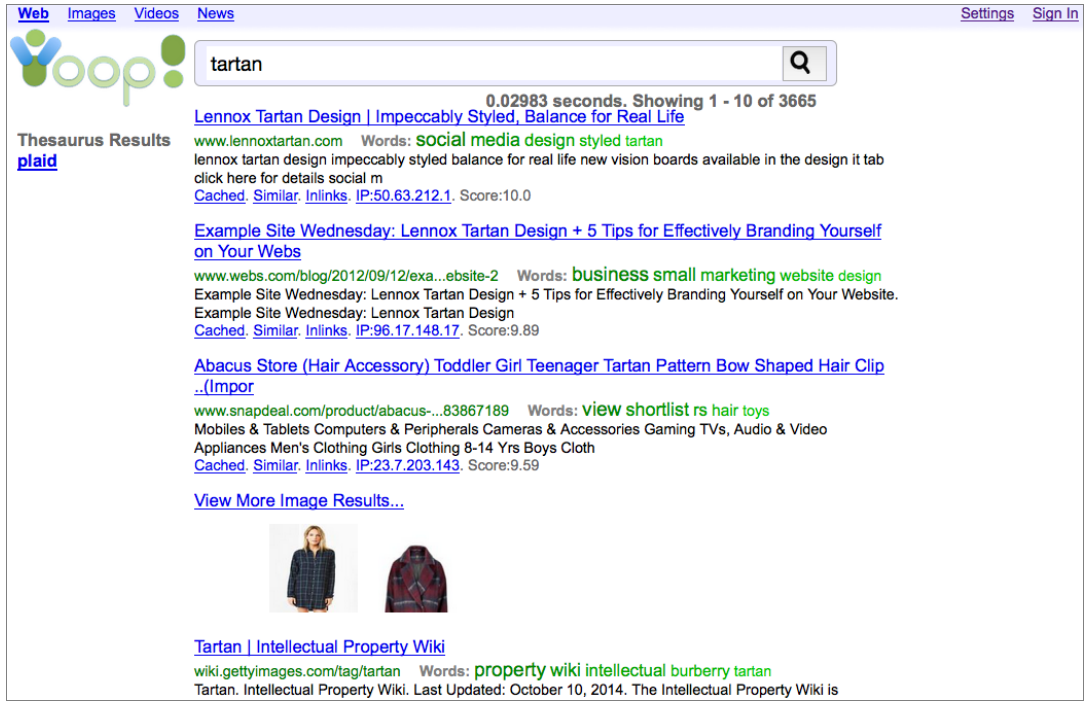 Web Images Videos News Settings Sign In
Yoop!
tartan
0.02983 seconds. Showing 1 - 10 of 3665
Thesaurus Results
plaid
Lennox Tartan Design | Impeccably Styled, Balance for Real Life
www.lennoxtartan.com Words: social media design styled tartan
lennox tartan design impeccably styled balance for real life new vision boards available in the design it tab
click here for details social m
Cached. Similar. Inlinks. IP:50.63.212.1. Score:10.0
Example Site Wednesday: Lennox Tartan Design + 5 Tips for Effectively Branding Yourself
on Your Webs
www.webs.com/blog/2012/09/12/exa...ebsite-2 Words: business small marketing website design
Example Site Wednesday: Lennox Tartan Design + 5 Tips for Effectively Branding Yourself on Your Website.
Example Site Wednesday: Lennox Tartan Design
Cached. Similar. Inlinks. IP:96.17.148.17. Score:9.89
Abacus Store (Hair Accessory) Toddler Girl Teenager Tartan Pattern Bow Shaped Hair Clip
..(Impor
www.snapdeal.com/product/abacus-...83867189 Words: view shortlist rs hair toys
Mobiles & Tablets Computers & Peripherals Cameras & Accessories Gaming TVs, Audio & Video
Appliances Men's Clothing Girls Clothing 8-14 Yrs Boys Cloth
Cached. Similar. Inlinks. IP:23.7.203.143. Score:9.59
View More Image Results...
Tartan | Intellectual Property Wiki
wiki.gettyimages.com/tag/tartan Words: property wiki intellectual burberry tartan
Tartan. Intellectual Property Wiki. Last Updated: October 10, 2014. The Intellectual Property Wiki is